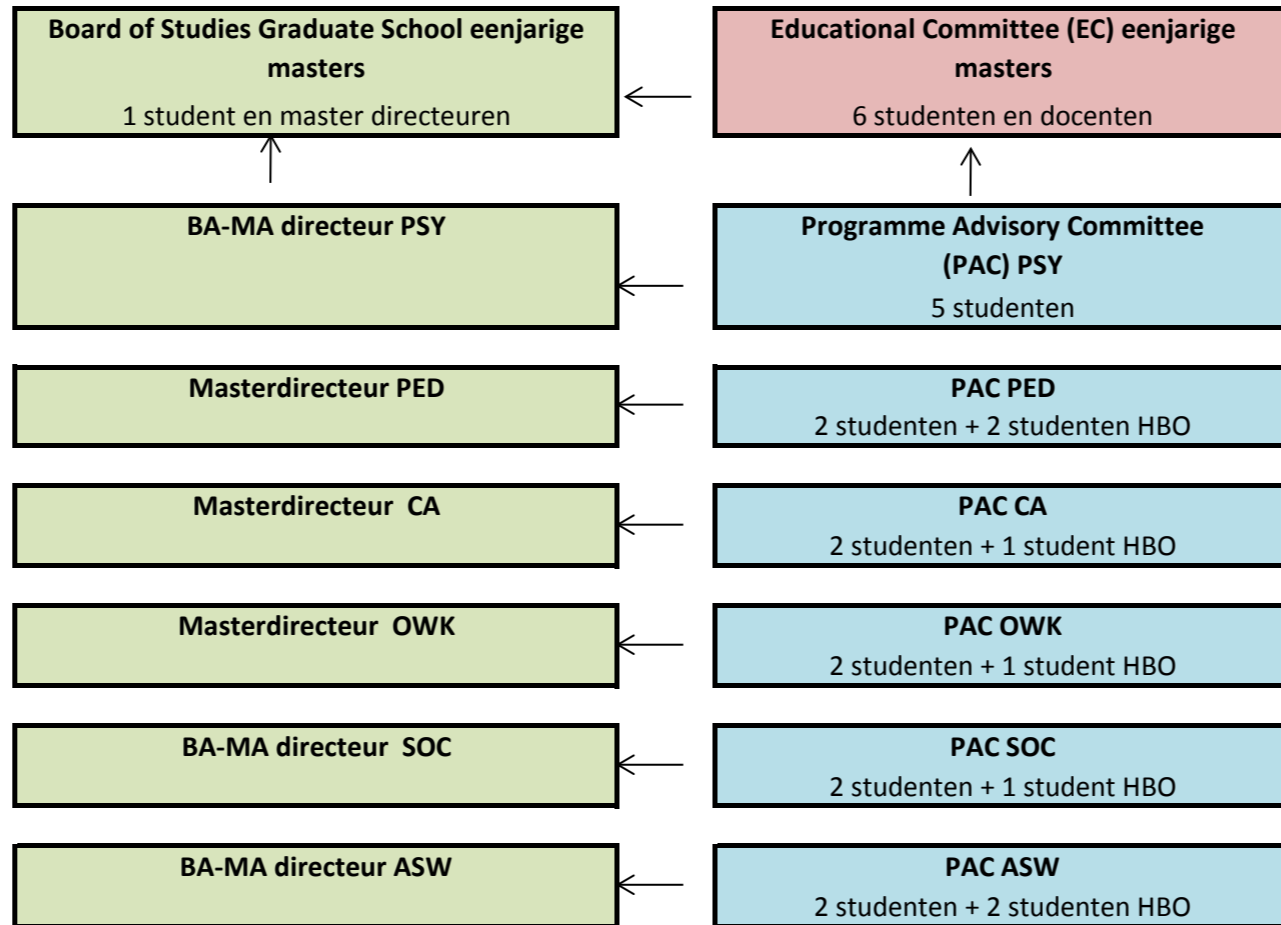 Board of Studies Graduate School eenjarige
masters
1 student en master directeuren
Educational Committee (EC) eenjarige
masters
6 studenten en docenten
BA-MA directeur PSY
Programme Advisory Committee
(PAC) PSY
5 studenten
Masterdirecteur PED
PAC PED
2 studenten + 2 studenten HBO
Masterdirecteur CA
PAC CA
2 studenten + 1 student HBO
Masterdirecteur OWK
PAC OWK
2 studenten + 1 student HBO
BA-MA directeur SOC
PAC SOC
2 studenten + 1 student HBO
BA-MA directeur ASW
PAC ASW
2 studenten + 2 studenten HBO